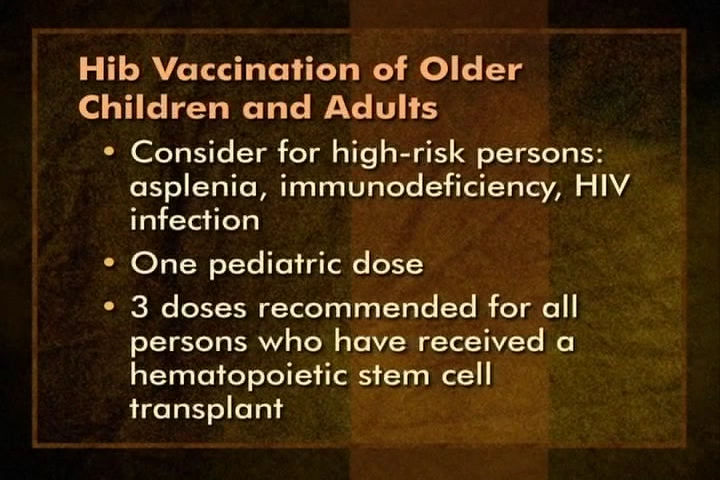 Hib Vaccination of Older
Children and Adults
• Consider for high-risk persons:
asplenia, immunodeficiency, HIV
infection
• One pediatric dose
• 3 doses recommended for all
persons who have received a
hematopoietic stem cell
transplant